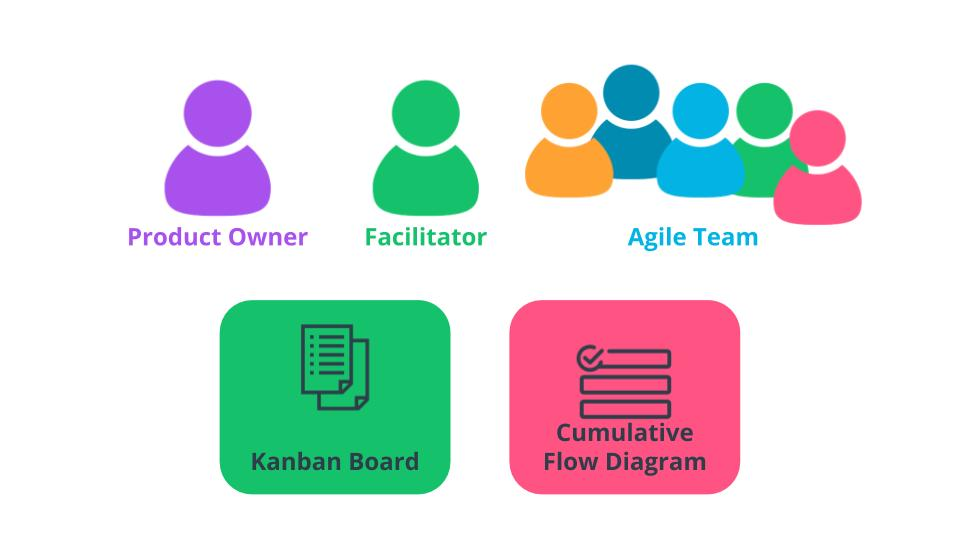 Product Owner
Facilitator
Agile Team
Kanban Board
Cumulative
Flow Diagram